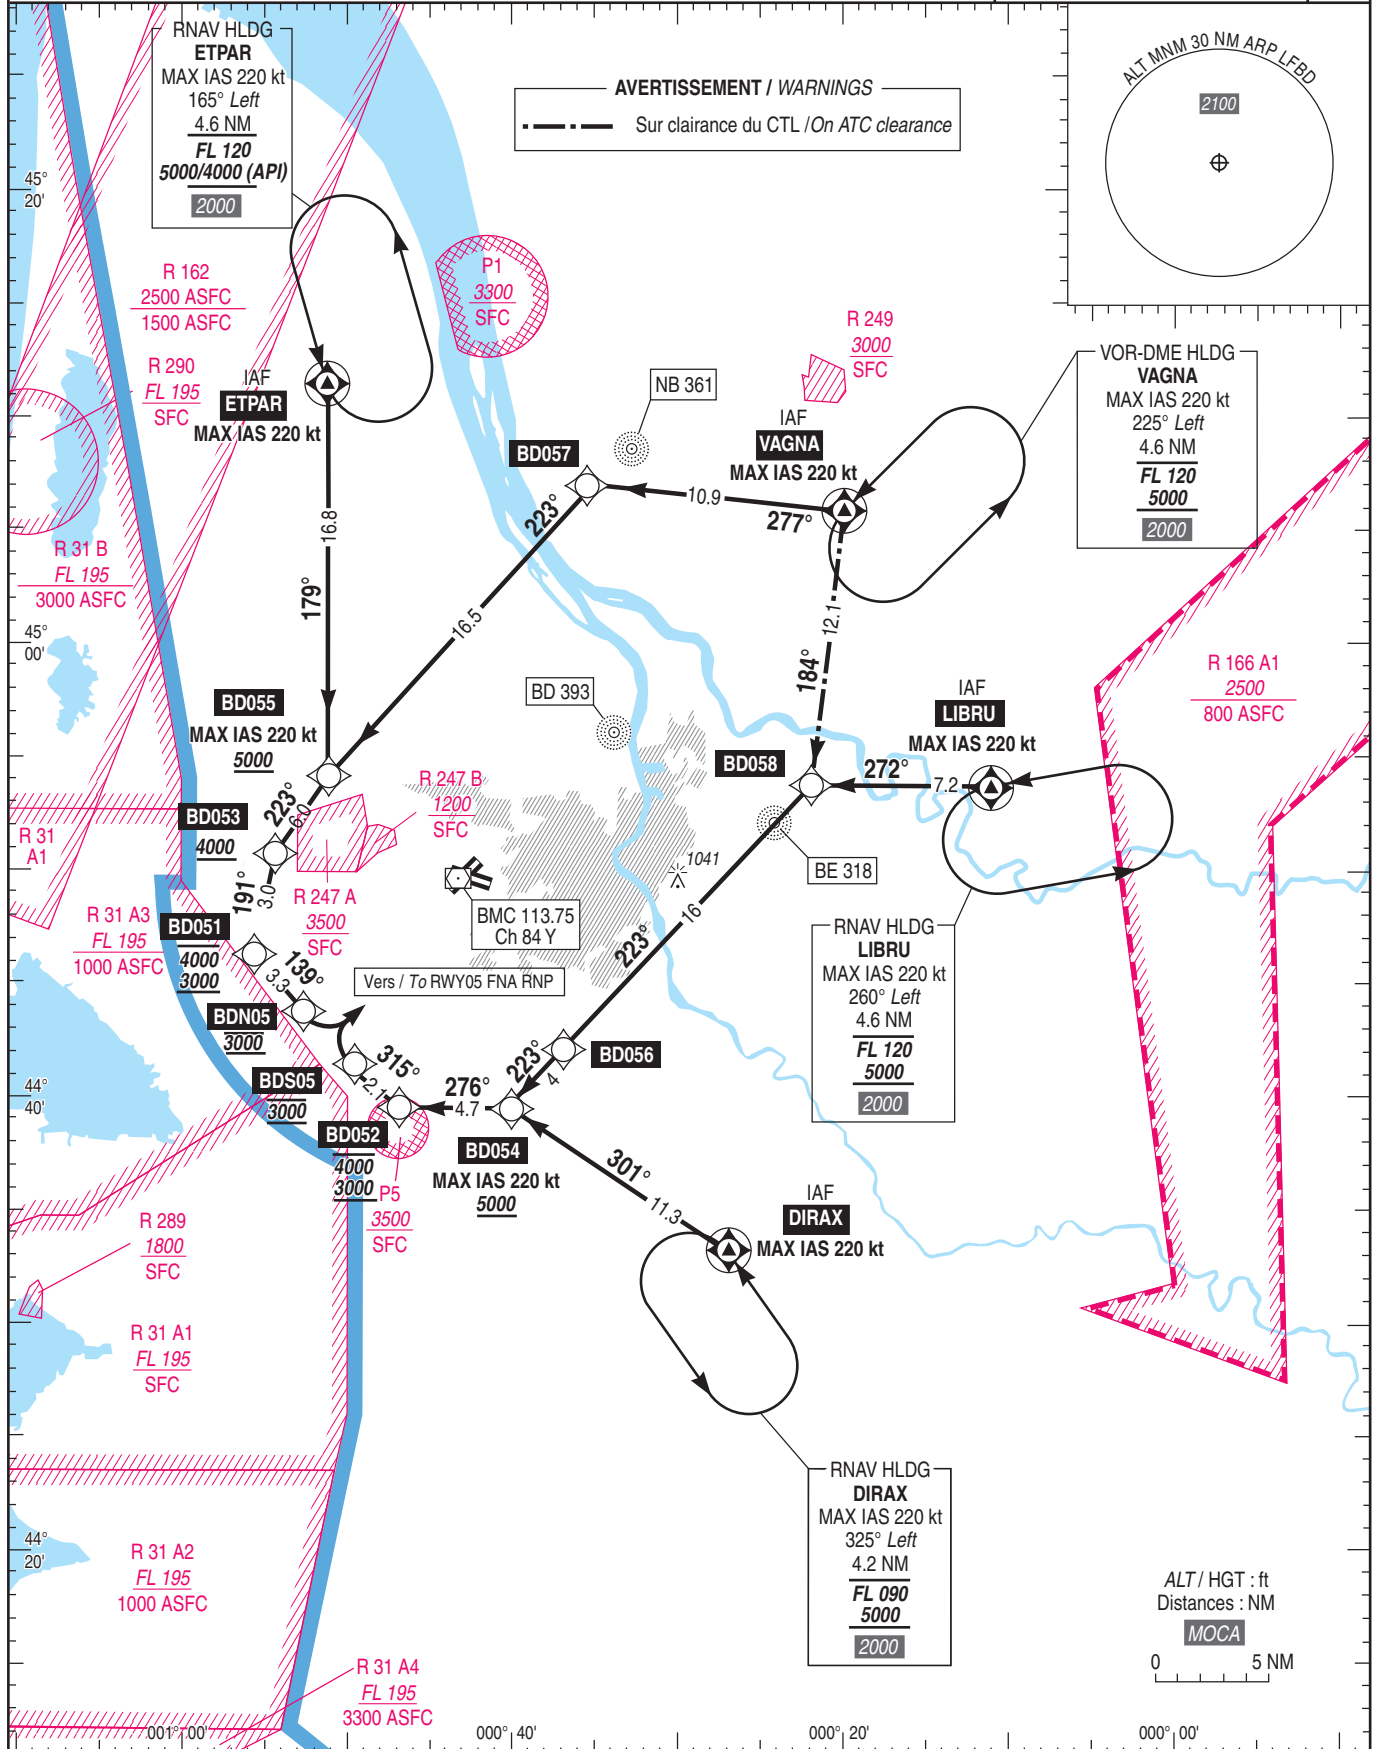 RNAV HLDG
ETPAR
MAX IAS 220 kt
165° Left
4.6 NM
FL 120
5000/4000 (API)
2000
AVERTISSEMENT / WARNINGS
Sur clairance du CTL / On ATC clearance
ALT MNM 30 NM ARP LFBD
2100
45°
20'
R 162
2500 ASFC
1500 ASFC
P1
3300
SFC
R 249
3000
SFC
R 290
FL 195
SFC
IAF
ETPAR
MAX IAS 220 kt
NB 361
IAF
VAGNA
MAX IAS 220 kt
VOR-DME HLDG
VAGNA
MAX IAS 220 kt
225° Left
4.6 NM
FL 120
5000
2000
BD057
10.9
277°
223°
16.8
179°
16.5
12.1
184°
R 31 B
FL 195
3000 ASFC
45°
00'
R 166 A1
2500
800 ASFC
BD 393
IAF
LIBRU
MAX IAS 220 kt
BD055
MAX IAS 220 kt
5000
BD058
272°
7.2
R 247 B
1200
SFC
223°
6.0
BD053
4000
R 31
A1
1041
BE 318
191°
3.0
R 247 A
3500
SFC
BMC 113.75
Ch 84 Y
R 31 A3
FL 195
1000 ASFC
BD051
4000
3000
16
223°
RNAV HLDG
LIBRU
MAX IAS 220 kt
260° Left
4.6 NM
FL 120
5000
2000
139°
3.3
Vers / To RWY05 FNA RNP
BDN05
3000
BD056
223°
4
315°
2.1
276°
4.7
BDS05
3000
44°
40'
BD052
4000
3000
BD054
MAX IAS 220 kt
5000
301°
11.3
P5
3500
SFC
IAF
DIRAX
MAX IAS 220 kt
R 289
1800
SFC
R 31 A1
FL 195
SFC
RNAV HLDG
DIRAX
MAX IAS 220 kt
325° Left
4.2 NM
FL 090
5000
2000
44°
20'
R 31 A2
FL 195
1000 ASFC
ALT / HGT : ft
Distances : NM
MOCA
0 5 NM
R 31 A4
FL 195
3300 ASFC
001° 00'
000° 40'
000° 20'
000° 00'